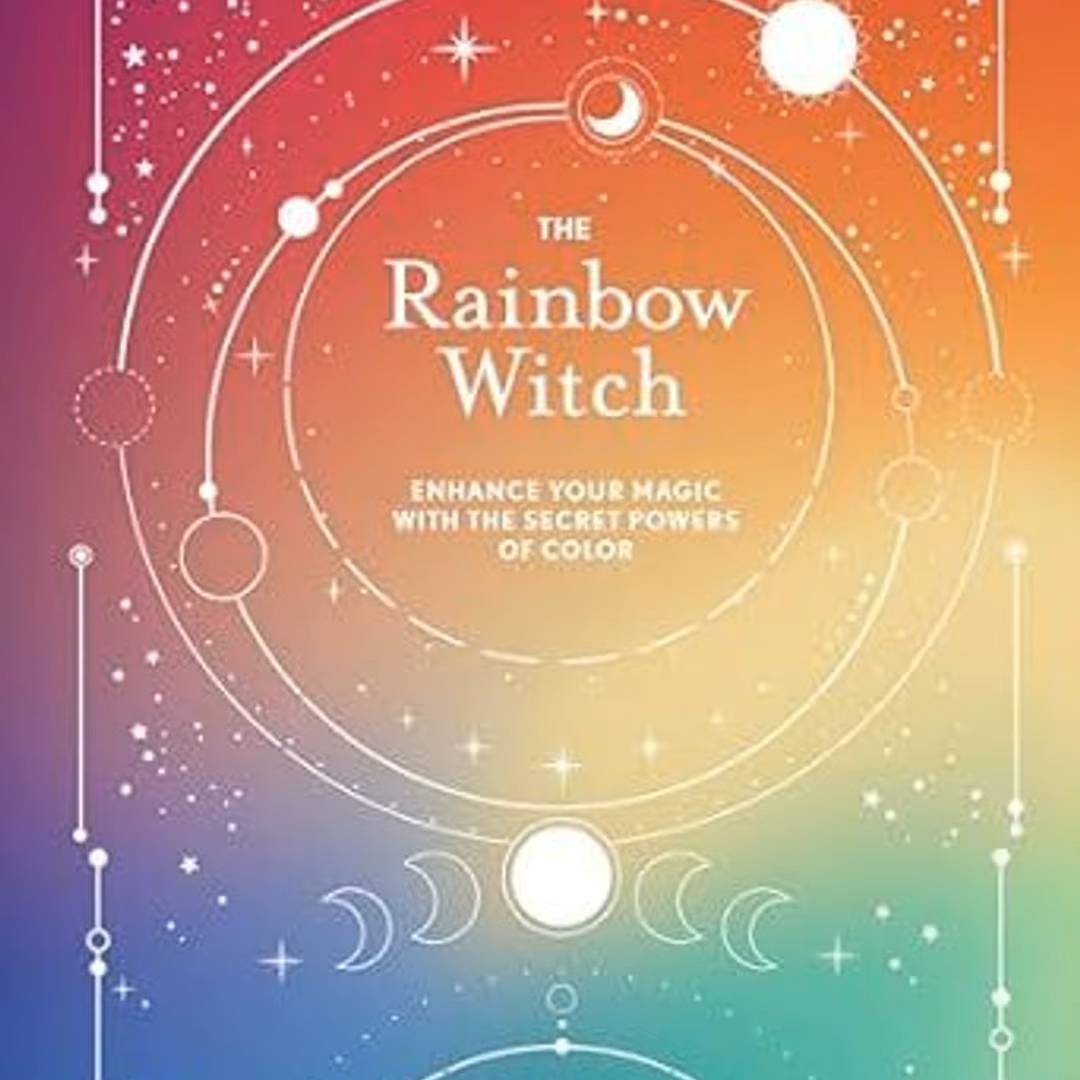 THE
Rainbow
Witch
ENHANCE YOUR MAGIC
WITH THE SECRET POWERS
OF COLOR